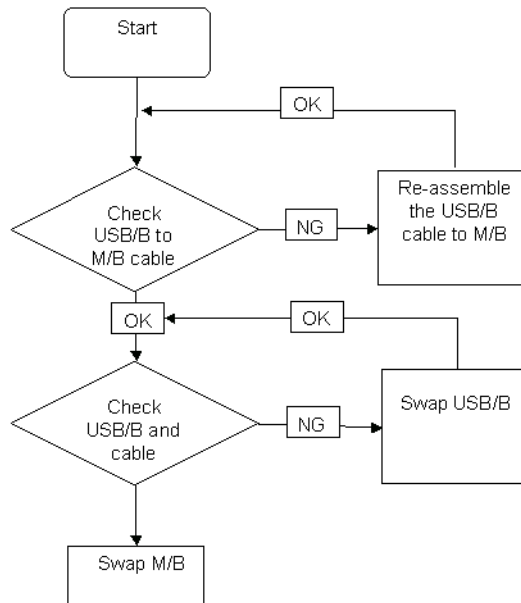 Start
OK
Check
USB/B to
M/B cable
NG
Re-assemble
the USB/B
cable to M/B
OK
OK
Check
USB/B and
cable
NG
Swap USB/B
Swap M/B